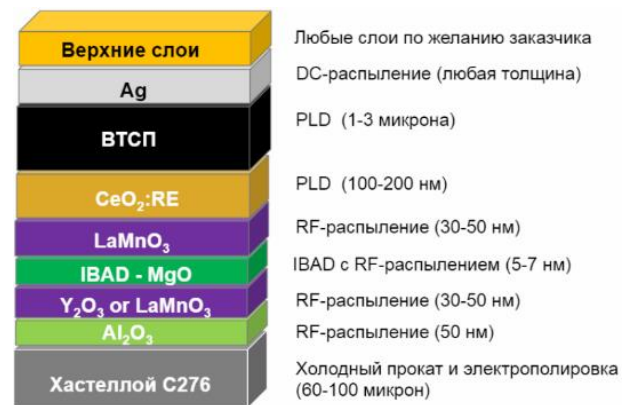 Верхние слои
Любые слои по желанию заказчика
Ag
DC-распыление (любая толщина)
ВТСП
PLD (1-3 микрона)
CeO₂:RE
PLD (100-200 нм)
LaMnO₃
RF-распыление (30-50 нм)
IBAD - MgO
IBAD с RF-распылением (5-7 нм)
Y₂O₃ or LaMnO₃
RF-распыление (30-50 нм)
Al₂O₃
RF-распыление (50 нм)
Хастеллой С276
Холодный прокат и электрополировка
(60-100 микрон)